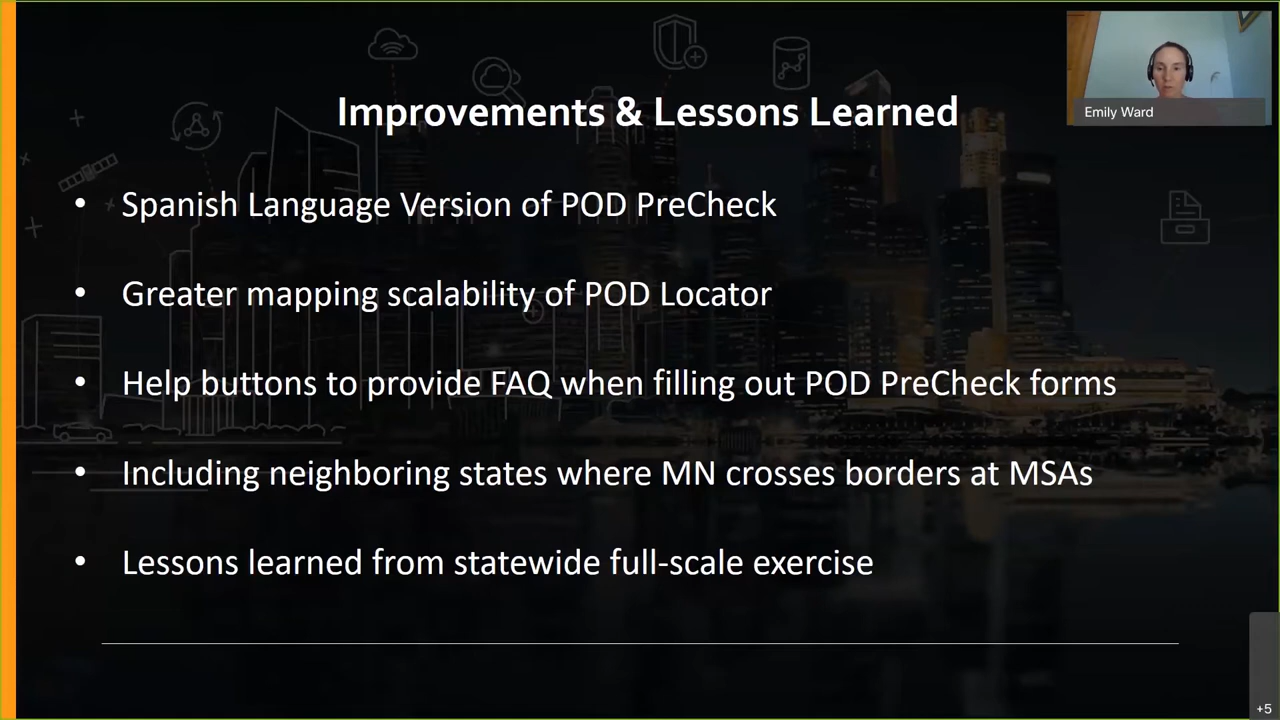 Improvements & Lessons Learned
Emily Ward
• Spanish Language Version of POD PreCheck
• Greater mapping scalability of POD Locator
• Help buttons to provide FAQ when filling out POD PreCheck forms
• Including neighboring states where MN crosses borders at MSAs
• Lessons learned from statewide full-scale exercise
+5